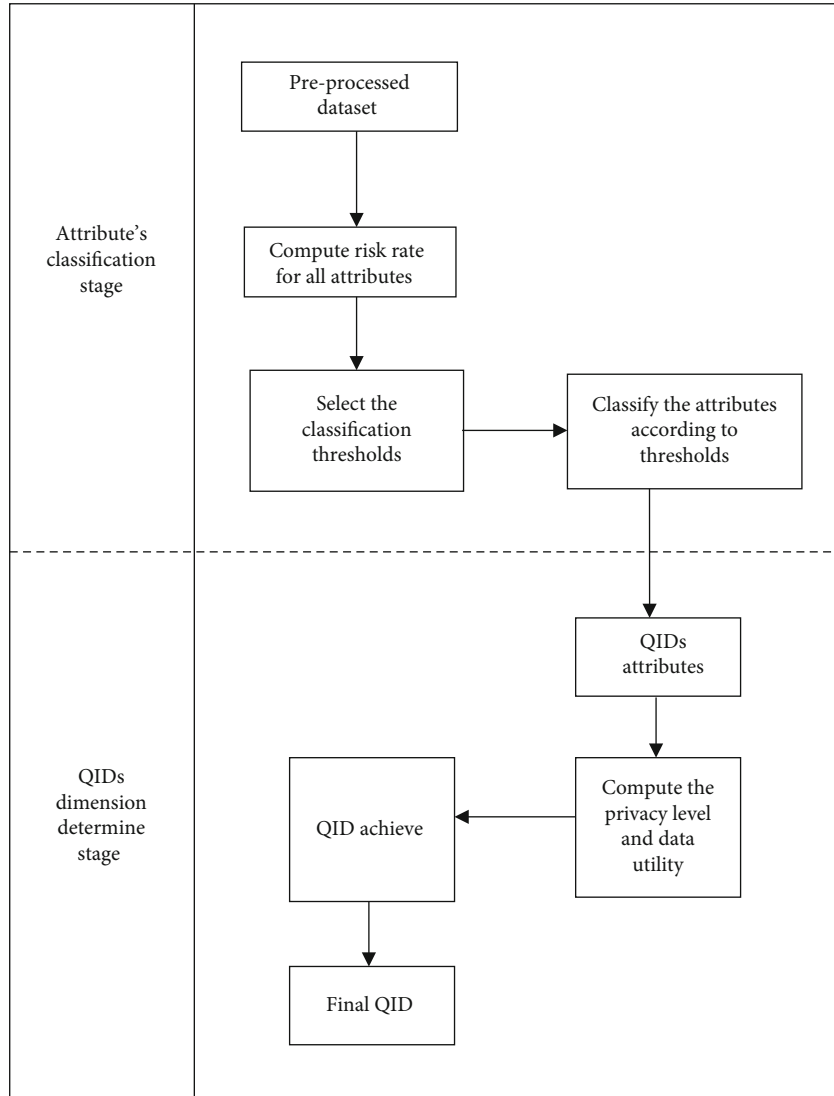 Pre-processed
dataset
Attribute's
classification
stage
Compute risk rate
for all attributes
Select the
classification
thresholds
Classify the attributes
according to
thresholds
QIDs
attributes
QIDs
dimension
determine
stage
QID achieve
Compute the
privacy level
and data
utility
Final QID